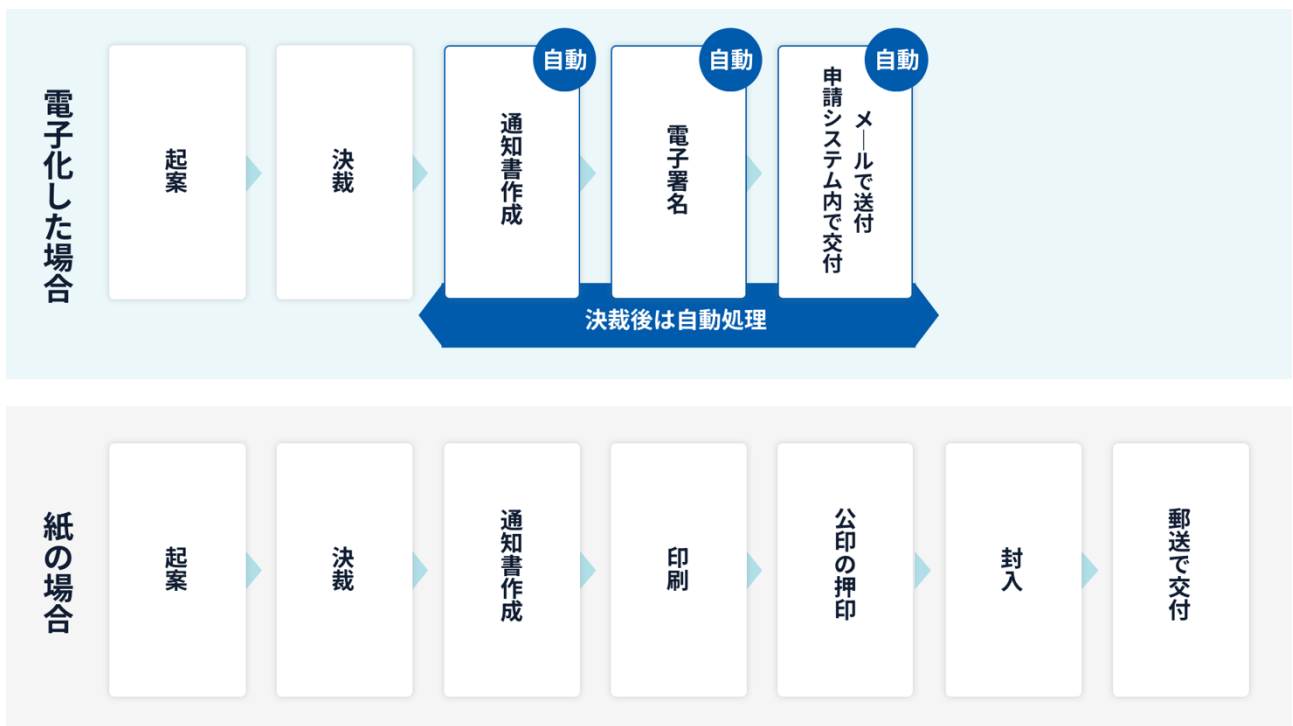 電子化した場合
起案
決裁
自動
通知書作成
自動
電子署名
自動
メールで送付
申請システム内で交付
決裁後は自動処理
紙の場合
起案
決裁
通知書作成
印刷
公印の押印
封入
郵送で交付